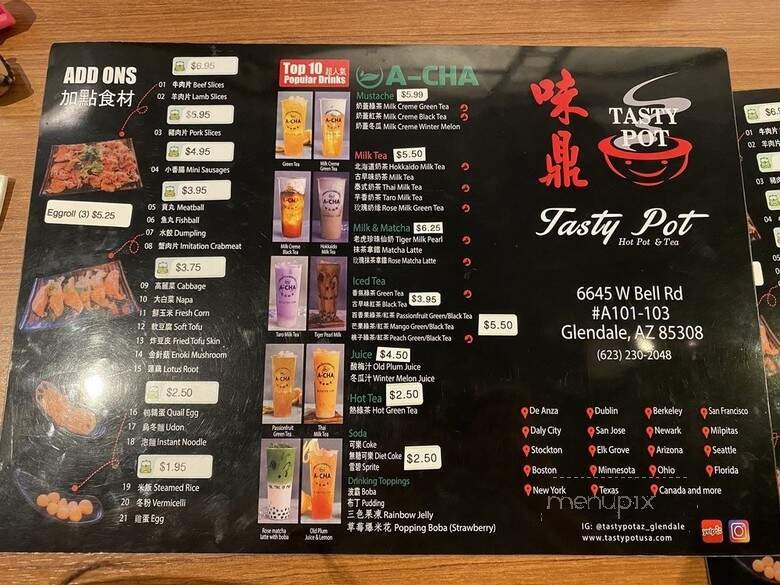 ADD ONS
加點食材
$6.95
01 牛肉片 Beef Slices
02 羊肉片 Lamb Slices
$5.95
03 豬肉片 Pork Slices
$4.95
04 小香腸 Mini Sausages
$3.95
05 貢丸 Meatball
06 魚丸 Fishball
07 水餃 Dumpling
08 蟹肉片 Imitation Crabmeat
Eggroll (3) $5.25
$3.75
09 高麗菜 Cabbage
10 大白菜 Napa
11 鮮玉米 Fresh Corn
12 軟豆腐 Soft Tofu
13 炸豆皮 Fried Tofu Skin
14 金針菇 Enoki Mushroom
15 蓮藕 Lotus Root
$2.50
16 鵪鶉蛋 Quail Egg
17 烏冬麵 Udon
18 泡麵 Instant Noodle
$1.95
19 米飯 Steamed Rice
20 冬粉 Vermicelli
21 雞蛋 Egg
Top 10 超人氣
Popular Drinks
Green Tea
Milk Creme
Green Tea
Milk Creme
Black Tea
Hokkaido
Milk Tea
Taro Milk Tea
Tiger Pearl Milk
Passionfruit
Green Tea
Thai
Milk Tea
Rose matcha
latte with boba
Old Plum
Juice & Lemon
A-CHA
Mustache $5.99
奶蓋綠茶 Milk Creme Green Tea
奶蓋紅茶 Milk Creme Black Tea
奶蓋冬瓜 Milk Creme Winter Melon
Milk Tea $5.50
北海道奶茶 Hokkaido Milk Tea
古早味奶茶 Milk Tea
泰式奶茶 Thai Milk Tea
芋香奶茶 Taro Milk Tea
玫瑰奶綠 Rose Milk Green Tea
Milk & Matcha $6.25
老虎珍珠仙奶 Tiger Milk Pearl
抹茶拿鐵 Matcha Latte
玫瑰抹茶拿鐵 Rose Matcha Latte
Iced Tea
香氛綠茶 Green Tea
古早味紅茶 Black Tea $3.95
百香果綠茶/紅茶 Passionfruit Green/Black Tea
芒果綠茶/紅茶 Mango Green/Black Tea $5.50
桃子綠茶/紅茶 Peach Green/Black Tea
Juice $4.50
酸梅汁 Old Plum Juice
冬瓜汁 Winter Melon Juice
Hot Tea $2.50
熱綠茶 Hot Green Tea
Soda
可樂 Coke
無糖可樂 Diet Coke $2.50
雪碧 Sprite
Drinking Toppings
波霸 Boba
布丁 Pudding
三色果凍 Rainbow Jelly
草莓爆米花 Popping Boba (Strawberry)
味鼎
TASTY
POT
Tasty Pot
Hot Pot & Tea
6645 W Bell Rd
#A101-103
Glendale, AZ 85308
(623) 230-2048
De Anza Dublin Berkeley San Francisco
Daly City San Jose Newark Milpitas
Stockton Elk Grove Arizona Seattle
Boston Minnesota Ohio Florida
New York Texas Canada and more
menupix
IG: @tastypotaz_glendale
www.tastypotusa.com
yelp